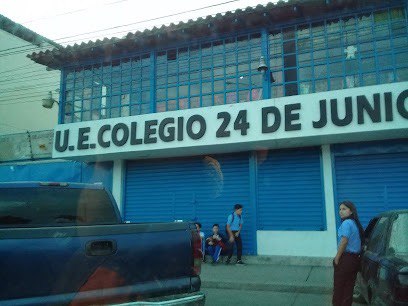 U. E. COLEGIO 24 DE JUNIO